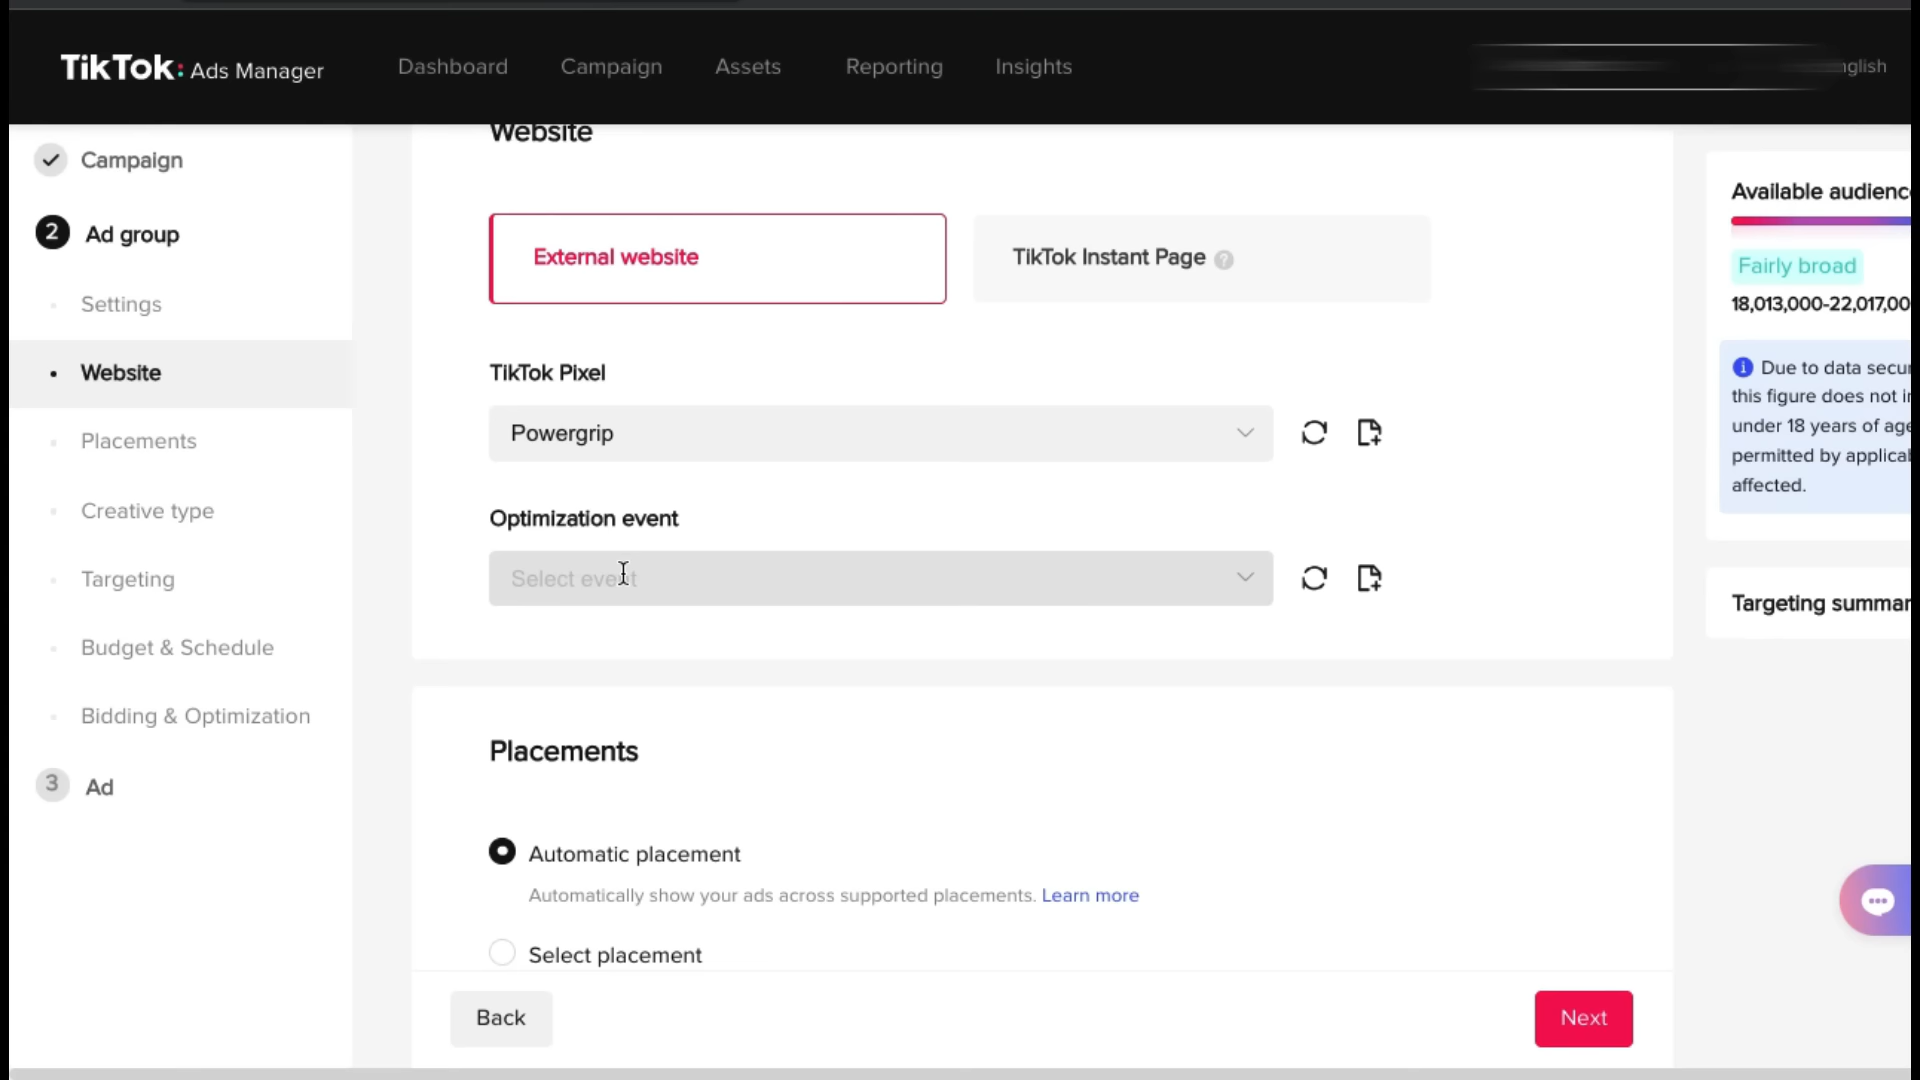 TikTok: Ads Manager
Dashboard
Campaign
Assets
Reporting
Insights
nglish
Campaign
2 Ad group
Settings
Website
Placements
Creative type
Targeting
Budget & Schedule
Bidding & Optimization
3 Ad
Website
External website
TikTok Instant Page ?
TikTok Pixel
Powergrip
Optimization event
Select event
Placements
Automatic placement
Automatically show your ads across supported placements. Learn more
Select placement
Back
Next
Available audienc
Fairly broad
18,013,000-22,017,00
Due to data secur
this figure does not i
under 18 years of age
permitted by applica
affected.
Targeting summar